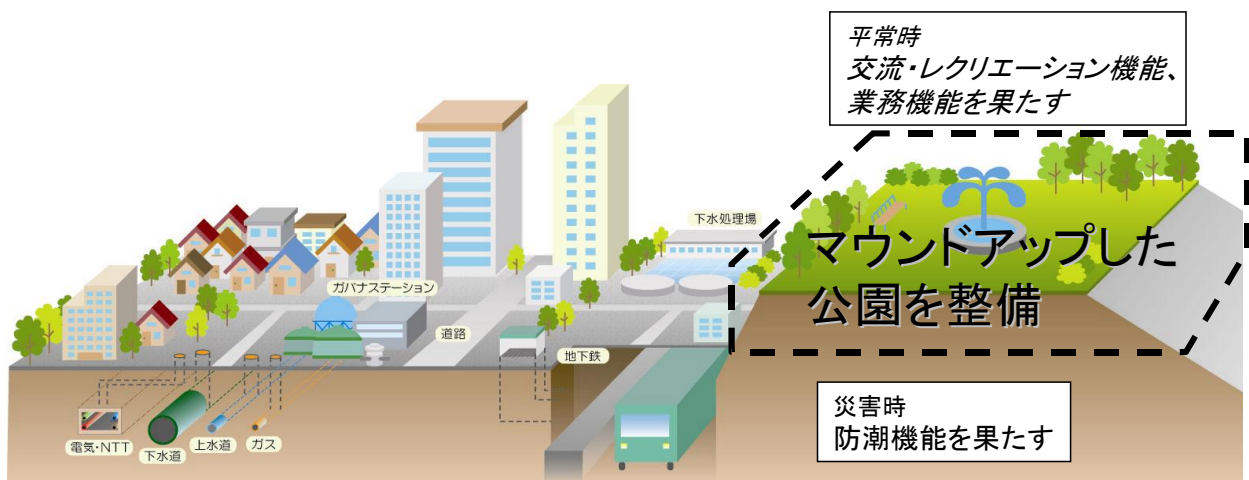 平常時
交流・レクリエーション機能、
業務機能を果たす
下水処理場
マウンドアップした
公園を整備
ガバナステーション
道路
地下鉄
電気・NTT
下水道
上水道
ガス
災害時
防潮機能を果たす